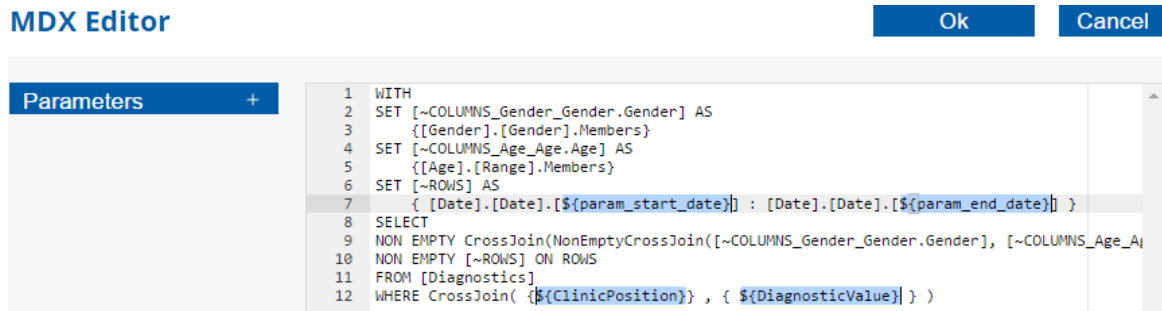 MDX Editor
Ok
Cancel
Parameters +
1 WITH
2 SET [~COLUMNS_Gender_Gender.Gender] AS
3 {[Gender].[Gender].Members}
4 SET [~COLUMNS_Age_Age.Age] AS
5 {[Age].[Range].Members}
6 SET [~ROWS] AS
7 { [Date].[Date].[${param_start_date}] : [Date].[Date].[${param_end_date}] }
8 SELECT
9 NON EMPTY CrossJoin(NonEmptyCrossJoin([~COLUMNS_Gender_Gender.Gender], [~COLUMNS_Age_Ag
10 NON EMPTY [~ROWS] ON ROWS
11 FROM [Diagnostics]
12 WHERE CrossJoin( {${ClinicPosition}} , { ${DiagnosticValue} } )